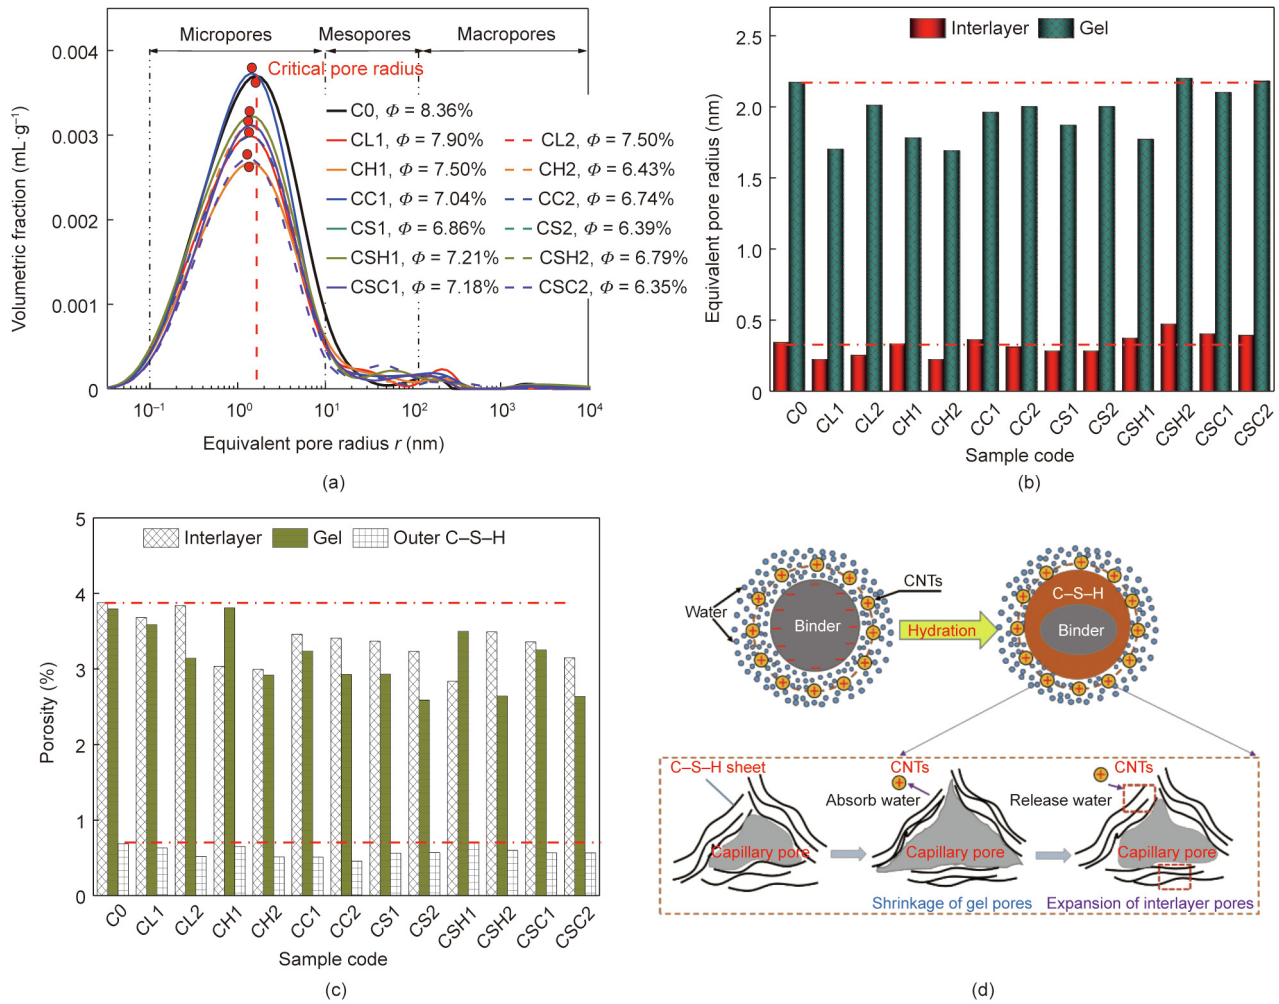 (a)
Micropores Mesopores Macropores
Critical pore radius
C0, Φ = 8.36%
CL1, Φ = 7.90% CL2, Φ = 7.50%
CH1, Φ = 7.50% CH2, Φ = 6.43%
CC1, Φ = 7.04% CC2, Φ = 6.74%
CS1, Φ = 6.86% CS2, Φ = 6.39%
CSH1, Φ = 7.21% CSH2, Φ = 6.79%
CSC1, Φ = 7.18% CSC2, Φ = 6.35%
Volumetric fraction (mL·g⁻¹)
0.004
0.003
0.002
0.001
0
10⁻¹ 10⁰ 10¹ 10² 10³ 10⁴
Equivalent pore radius r (nm)
Interlayer Gel
Equivalent pore radius (nm)
2.5
2.0
1.5
1.0
0.5
0
C0 CL1 CL2 CH1 CH2 CC1 CC2 CS1 CS2 CSH1 CSH2 CSC1 CSC2
Sample code
(b)
Interlayer Gel Outer C–S–H
Porosity (%)
5
4
3
2
1
0
C0 CL1 CL2 CH1 CH2 CC1 CC2 CS1 CS2 CSH1 CSH2 CSC1 CSC2
Sample code
(c)
Water
CNTs
Binder
Hydration
C–S–H
Binder
C–S–H sheet
CNTs
CNTs
Absorb water
Release water
Capillary pore
Capillary pore
Capillary pore
Shrinkage of gel pores
Expansion of interlayer pores
(d)